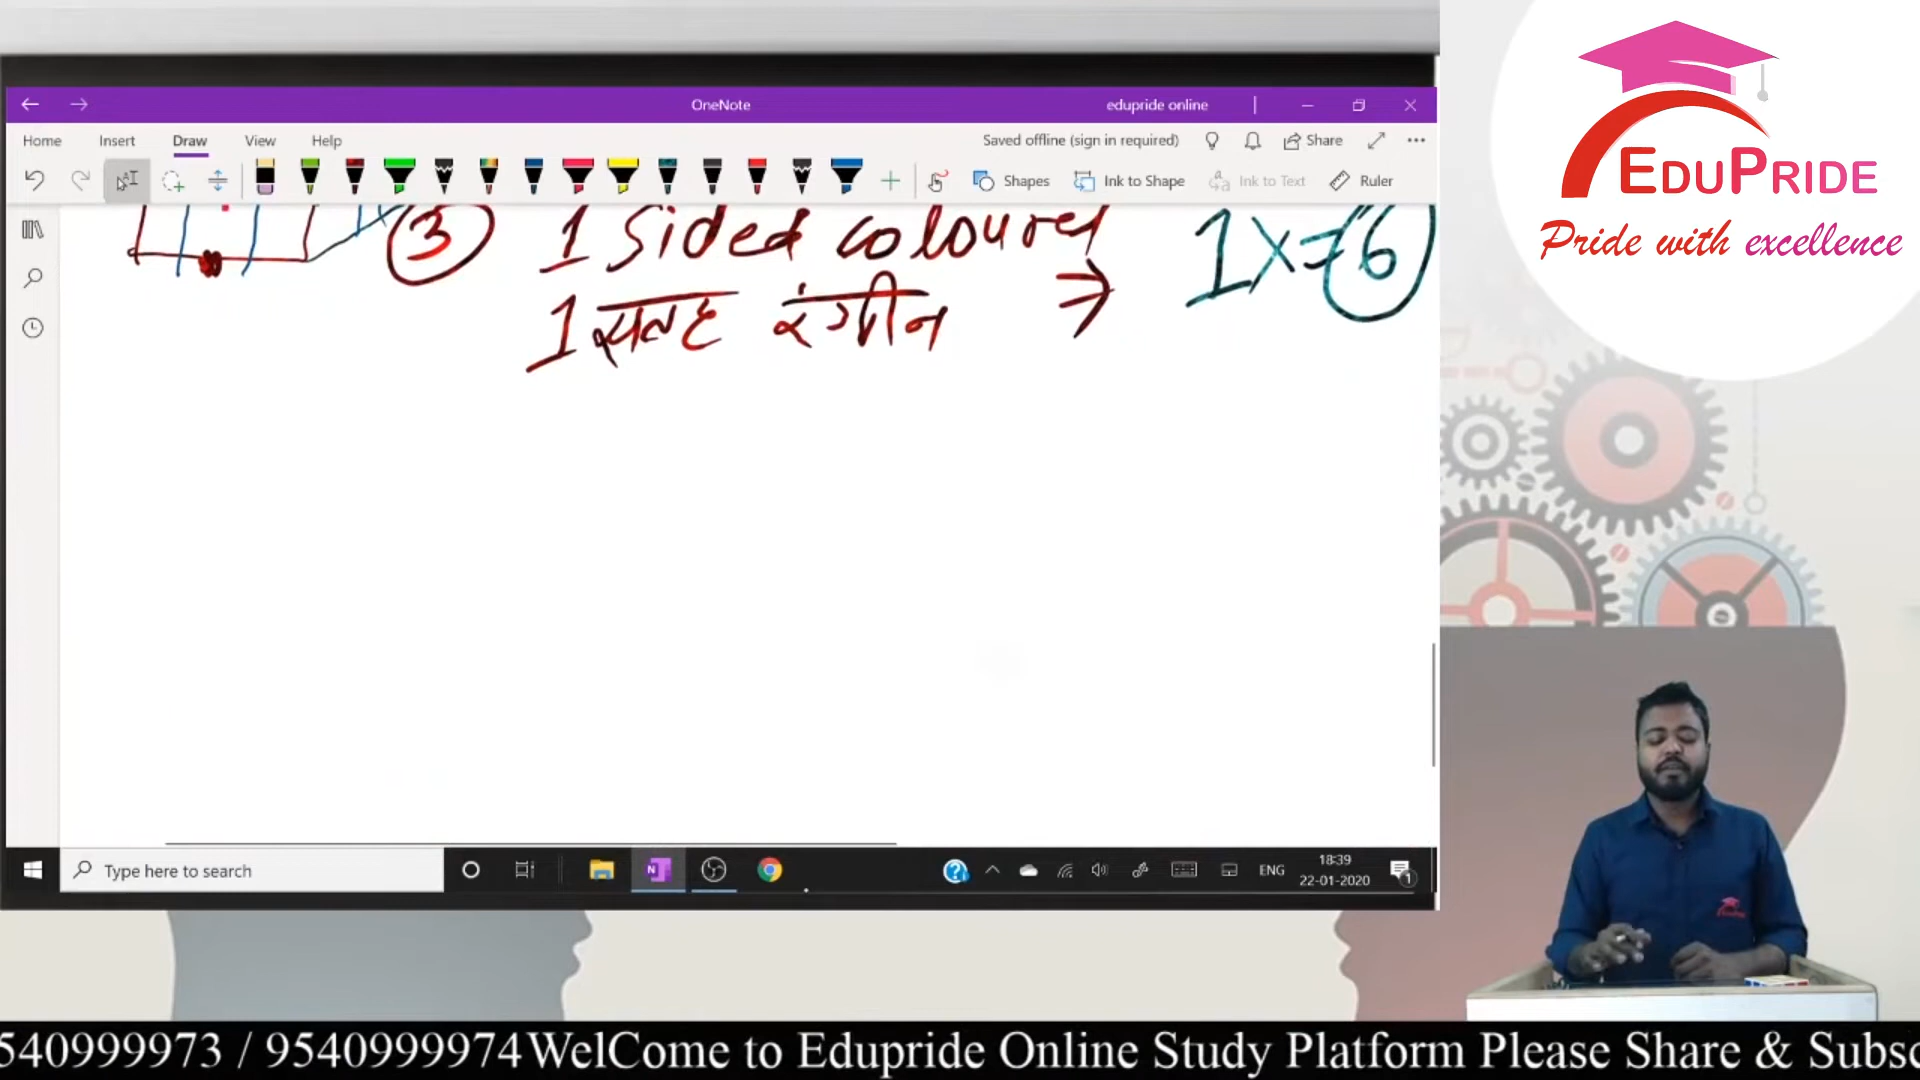 OneNote
edupride online
Home Insert Draw View Help
Saved offline (sign in required)
Share
Shapes
Ink to Shape
Ink to Text
Ruler
3 1 Sided coloured
1X=6
1 सतह रंगीन →
EDUPRIDE
Pride with excellence
Type here to search
ENG
18:39
22-01-2020
1
540999973 / 9540999974 WelCome to Edupride Online Study Platform Please Share & Subsc